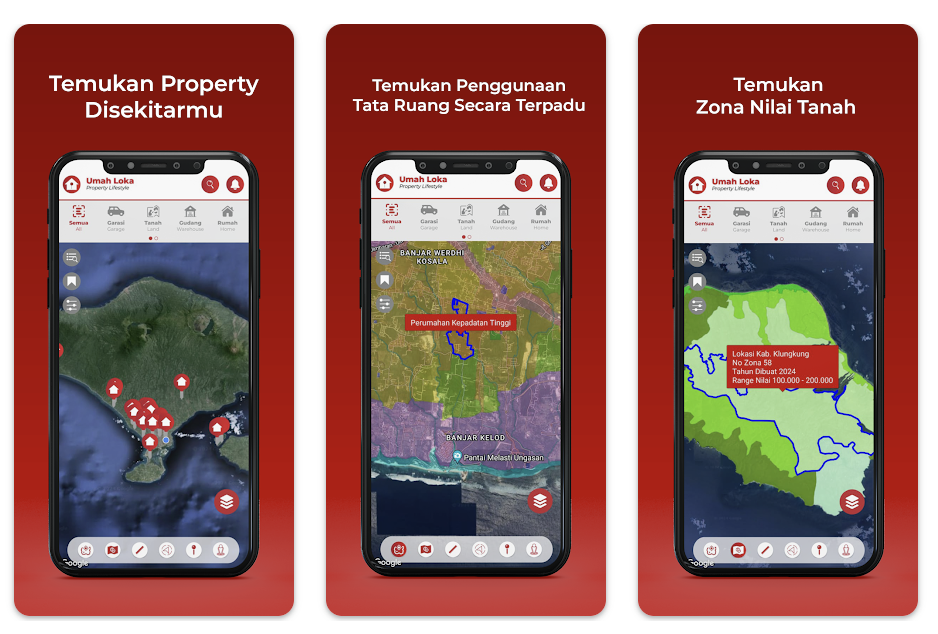 Temukan Property
Disekitarmu
Umah Loka
Property Lifestyle
Semua
All
Garasi
Garage
Tanah
Land
Gudang
Warehouse
Rumah
Home
Google
Temukan Penggunaan
Tata Ruang Secara Terpadu
Umah Loka
Property Lifestyle
Semua
All
Garasi
Garage
Tanah
Land
Gudang
Warehouse
Rumah
Home
BANJAR WERDHI
KOSALA
Perumahan Kepadatan Tinggi
BANJAR KELOD
Pantai Melasti Ungasan
Google
Temukan
Zona Nilai Tanah
Umah Loka
Property Lifestyle
Semua
All
Garasi
Garage
Tanah
Land
Gudang
Warehouse
Rumah
Home
Lokasi Kab. Klungkung
No Zona 58
Tahun Dibuat 2024
Range Nilai 100.000 - 200.000
Google